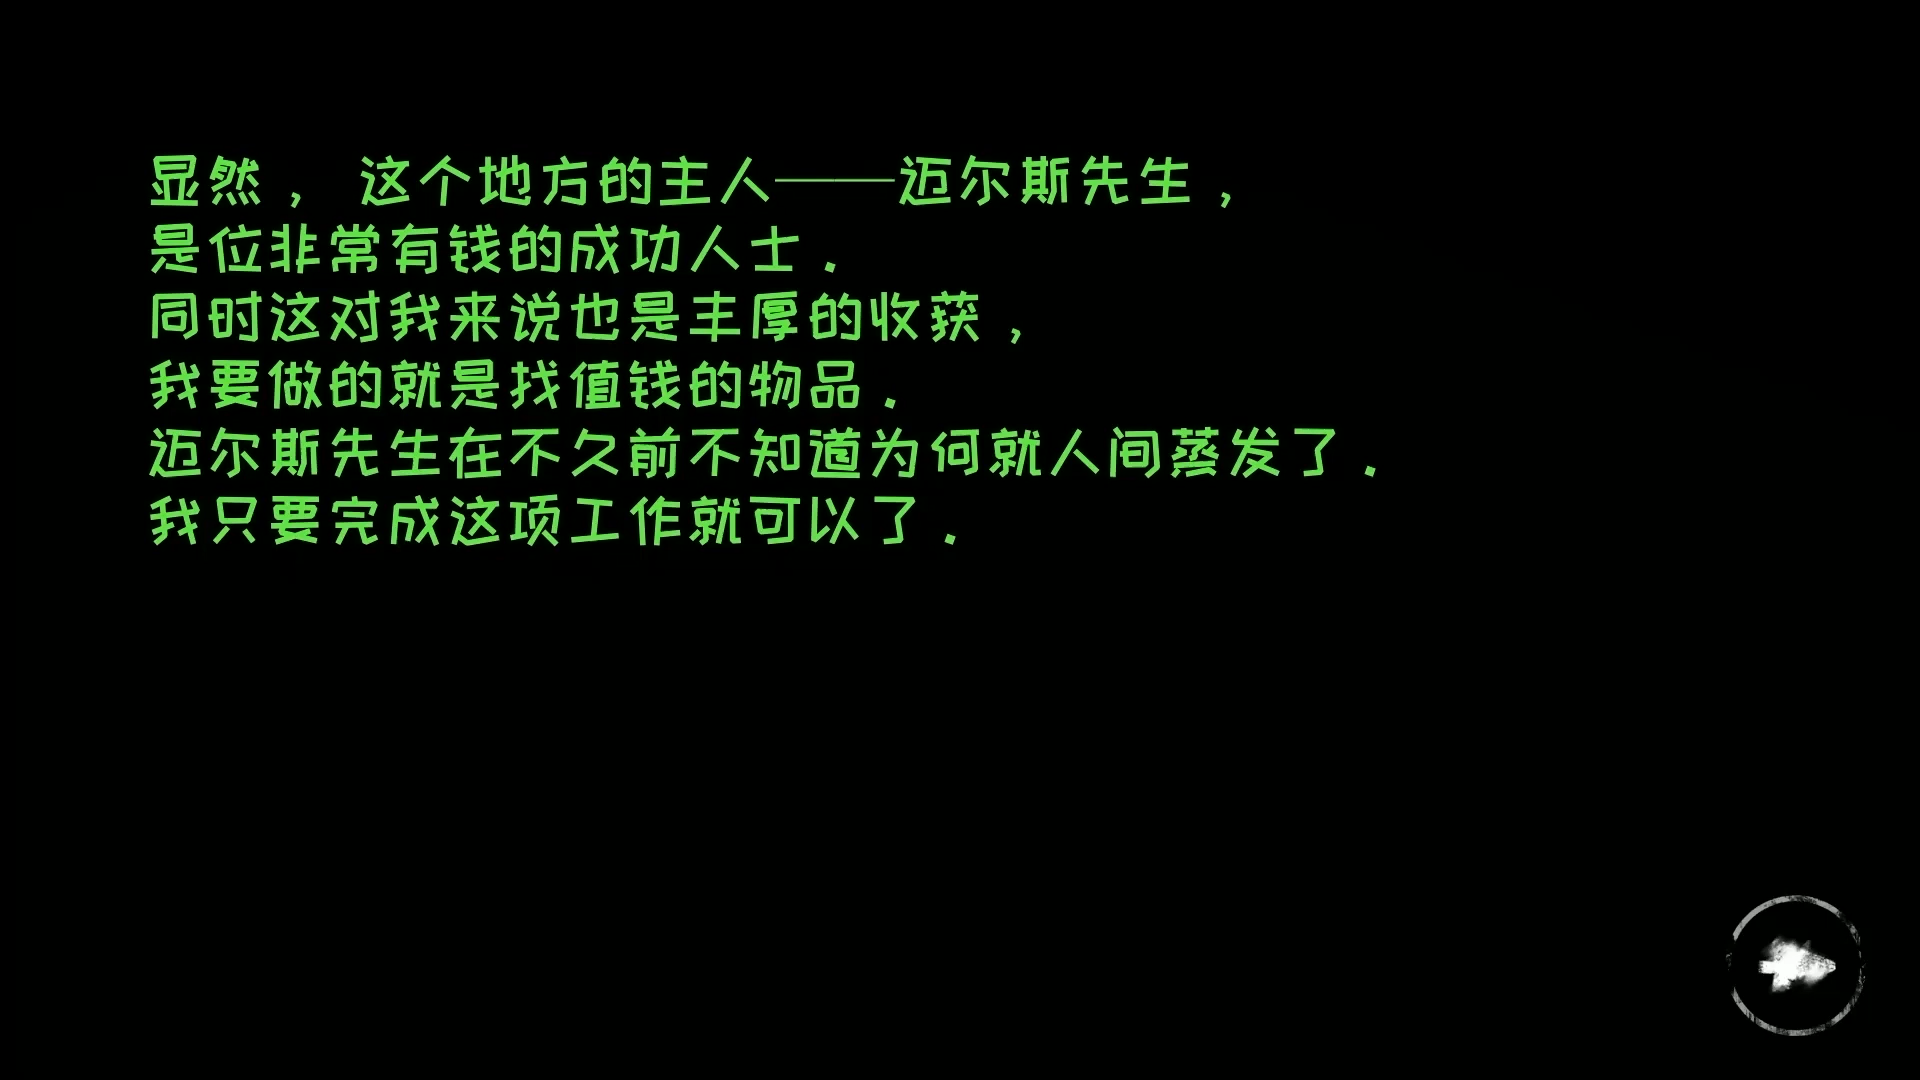 显然， 这个地方的主人——迈尔斯先生，
是位非常有钱的成功人士．
同时这对我来说也是丰厚的收获，
我要做的就是找值钱的物品．
迈尔斯先生在不久前不知道为何就人间蒸发了．
我只要完成这项工作就可以了．